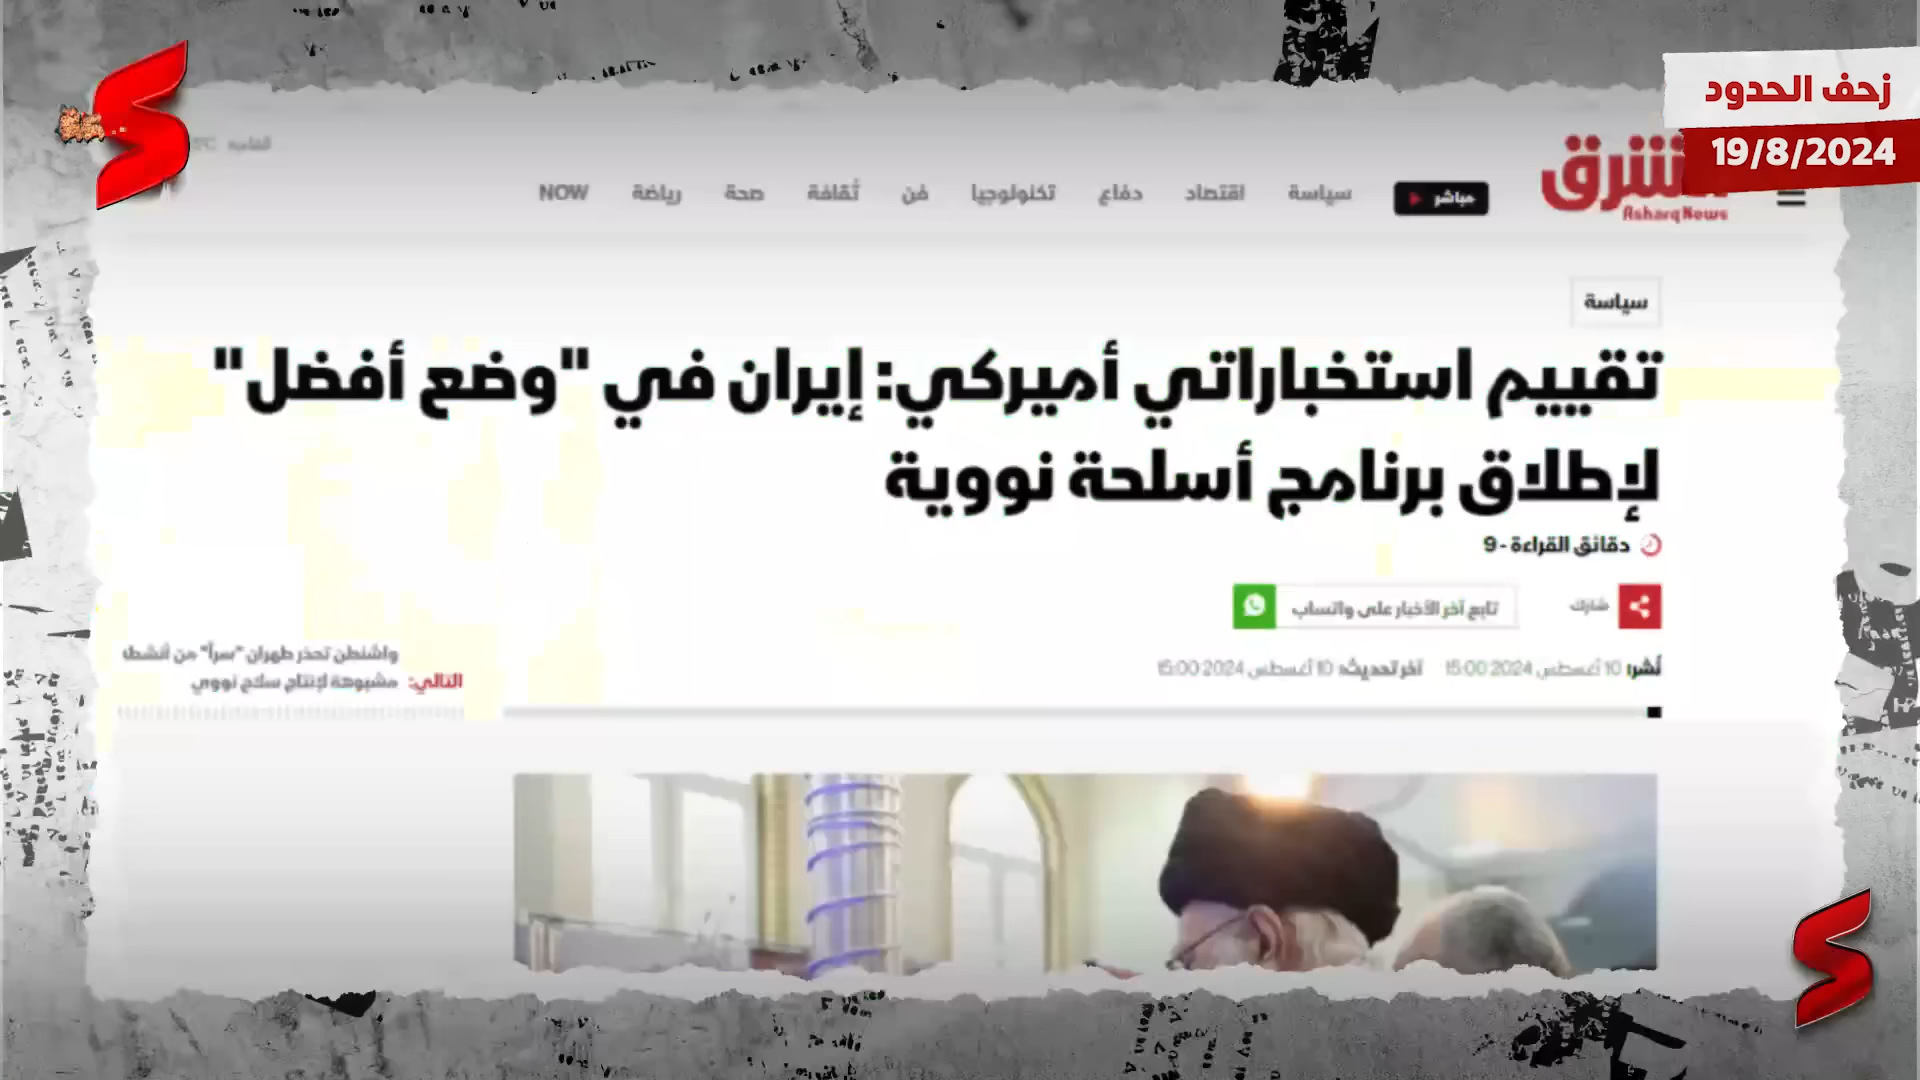 زحف الحدود
19/8/2024
الشرق
Asharq News
مباشر
سياسة
اقتصاد
دفاع
تكنولوجيا
فن
ثقافة
صحة
رياضة
NOW
القاهرة
سياسة
تقييم استخباراتي أميركي: إيران في "وضع أفضل"
لإطلاق برنامج أسلحة نووية
دقائق القراءة - 9
شارك
تابع آخر الأخبار على واتساب
نُشر: 10 أغسطس 2024 15:00 آخر تحديث: 10 أغسطس 2024 15:00
التالي: واشنطن تحذر طهران "سراً" من أنشطة
مشبوهة لإنتاج سلاح نووي